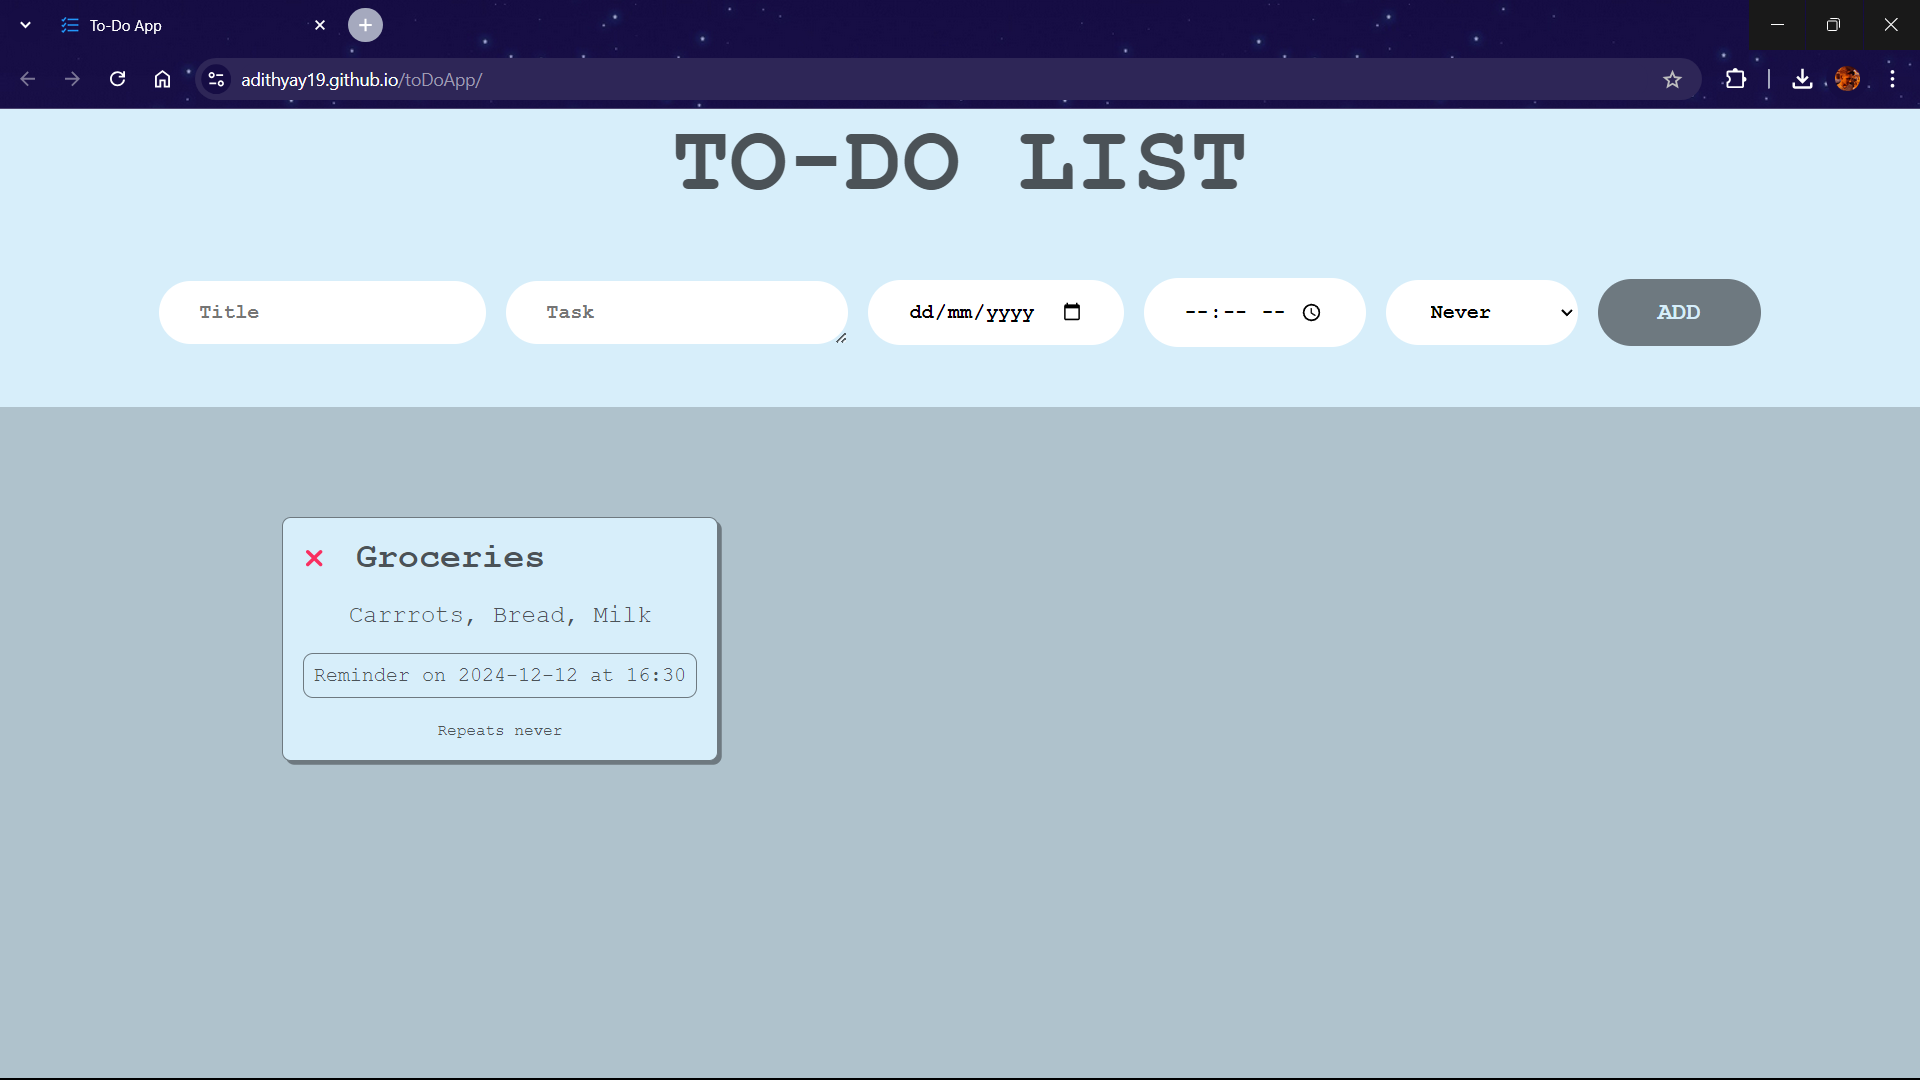 To-Do App
adithyay19.github.io/toDoApp/
TO-DO LIST
Title
Task
dd/mm/yyyy
--:-- --
Never
ADD
Groceries
Carrrots, Bread, Milk
Reminder on 2024-12-12 at 16:30
Repeats never